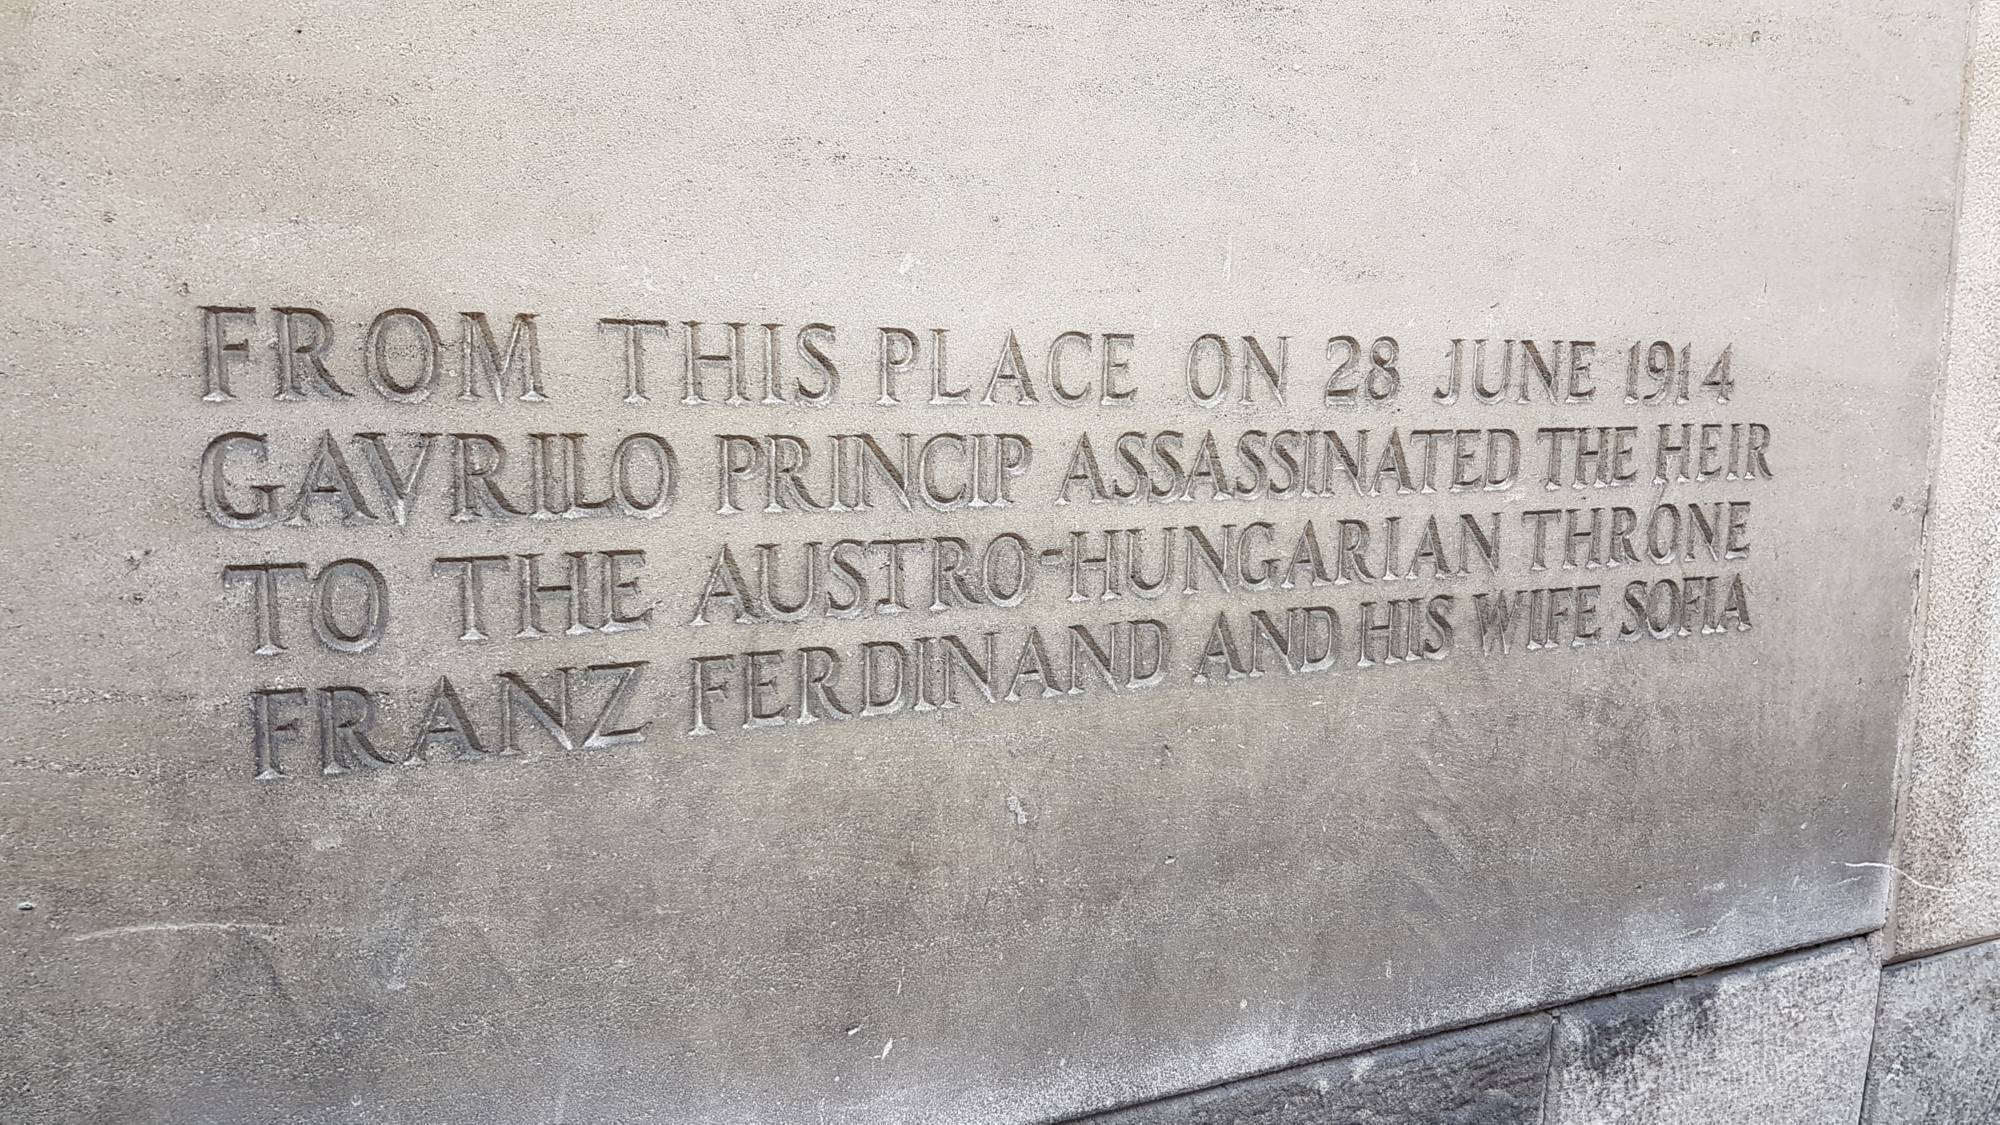 FROM THIS PLACE ON 28 JUNE 1914
GAVRILO PRINCIP ASSASSINATED THE HEIR
TO THE AUSTRO-HUNGARIAN THRONE
FRANZ FERDINAND AND HIS WIFE SOFIA